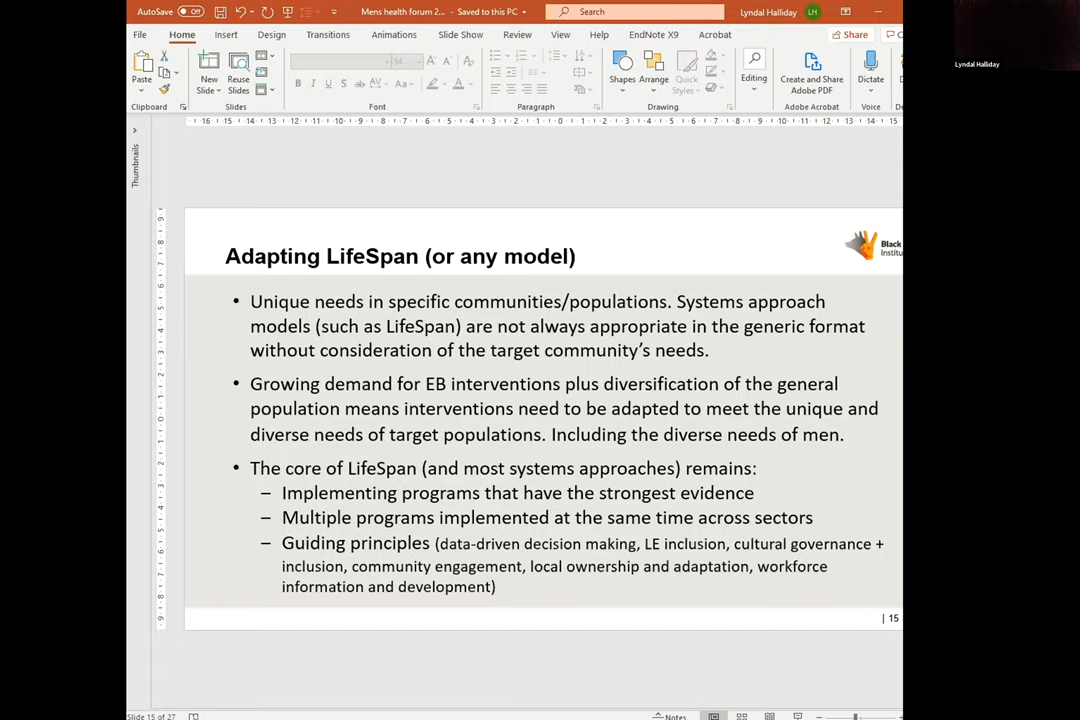 AutoSave Off
Mens health forum 2... – Saved to this PC
Search
Lyndal Halliday LH
File Home Insert Design Transitions Animations Slide Show Review View Help EndNote X9 Acrobat Share
Paste
New Slide
Reuse Slides
54
B I U S ab AV Aa
Shapes Arrange Quick Styles
Editing
Create and Share Adobe PDF
Dictate
Clipboard Slides Font Paragraph Drawing Adobe Acrobat Voice
Lyndal Halliday
Thumbnails
Adapting LifeSpan (or any model)
Black
Institu
• Unique needs in specific communities/populations. Systems approach
models (such as LifeSpan) are not always appropriate in the generic format
without consideration of the target community's needs.
• Growing demand for EB interventions plus diversification of the general
population means interventions need to be adapted to meet the unique and
diverse needs of target populations. Including the diverse needs of men.
• The core of LifeSpan (and most systems approaches) remains:
– Implementing programs that have the strongest evidence
– Multiple programs implemented at the same time across sectors
– Guiding principles (data-driven decision making, LE inclusion, cultural governance +
inclusion, community engagement, local ownership and adaptation, workforce
information and development)
| 15
Slide 15 of 27
Notes